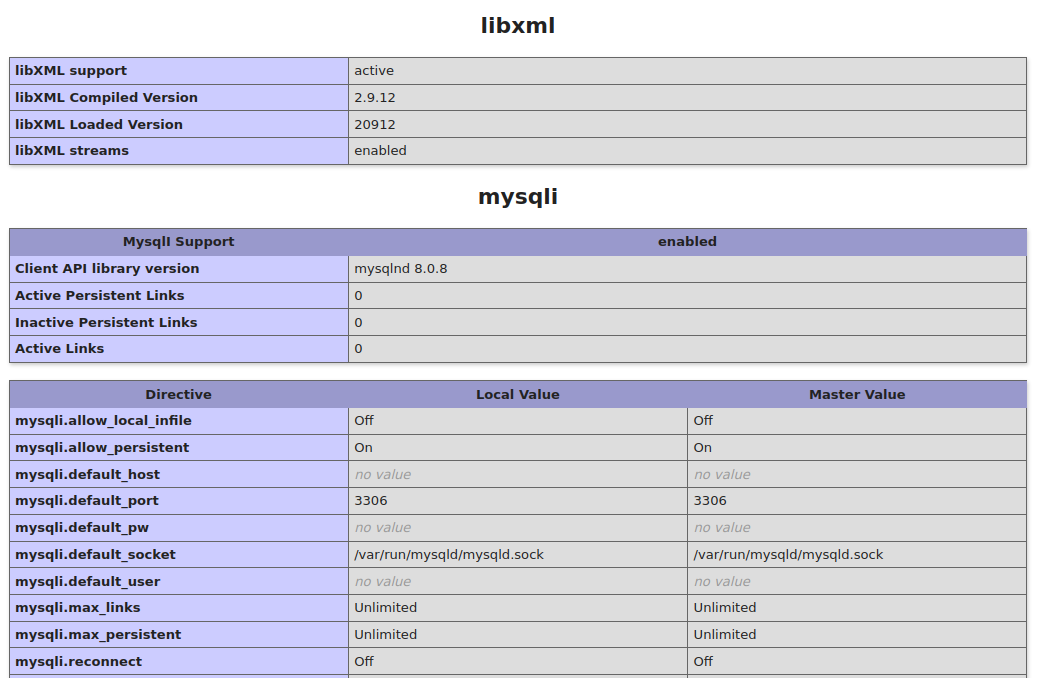 libxml
libXML support active
libXML Compiled Version 2.9.12
libXML Loaded Version 20912
libXML streams enabled
mysqli
MysqlI Support enabled
Client API library version mysqlnd 8.0.8
Active Persistent Links 0
Inactive Persistent Links 0
Active Links 0
Directive Local Value Master Value
mysqli.allow_local_infile Off Off
mysqli.allow_persistent On On
mysqli.default_host no value no value
mysqli.default_port 3306 3306
mysqli.default_pw no value no value
mysqli.default_socket /var/run/mysqld/mysqld.sock /var/run/mysqld/mysqld.sock
mysqli.default_user no value no value
mysqli.max_links Unlimited Unlimited
mysqli.max_persistent Unlimited Unlimited
mysqli.reconnect Off Off